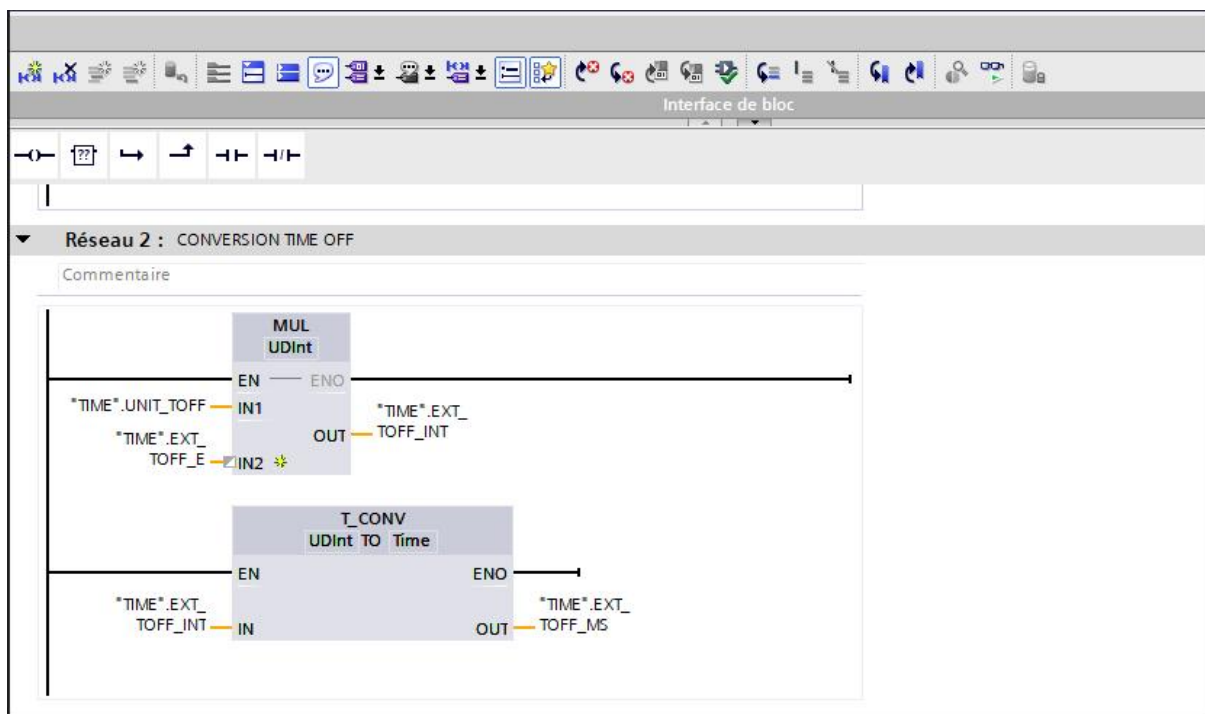 Interface de bloc
??
Réseau 2 : CONVERSION TIME OFF
Commentaire
MUL
UDInt
EN ENO
"TIME".UNIT_TOFF IN1
"TIME".EXT_
TOFF_E IN2
OUT "TIME".EXT_
TOFF_INT
T_CONV
UDInt TO Time
EN ENO
"TIME".EXT_
TOFF_INT IN
OUT "TIME".EXT_
TOFF_MS